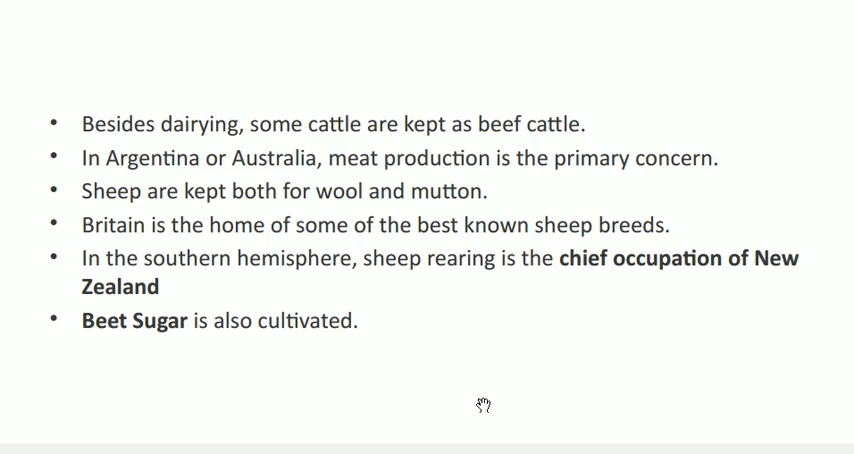 • Besides dairying, some cattle are kept as beef cattle.
• In Argentina or Australia, meat production is the primary concern.
• Sheep are kept both for wool and mutton.
• Britain is the home of some of the best known sheep breeds.
• In the southern hemisphere, sheep rearing is the chief occupation of New
Zealand
• Beet Sugar is also cultivated.